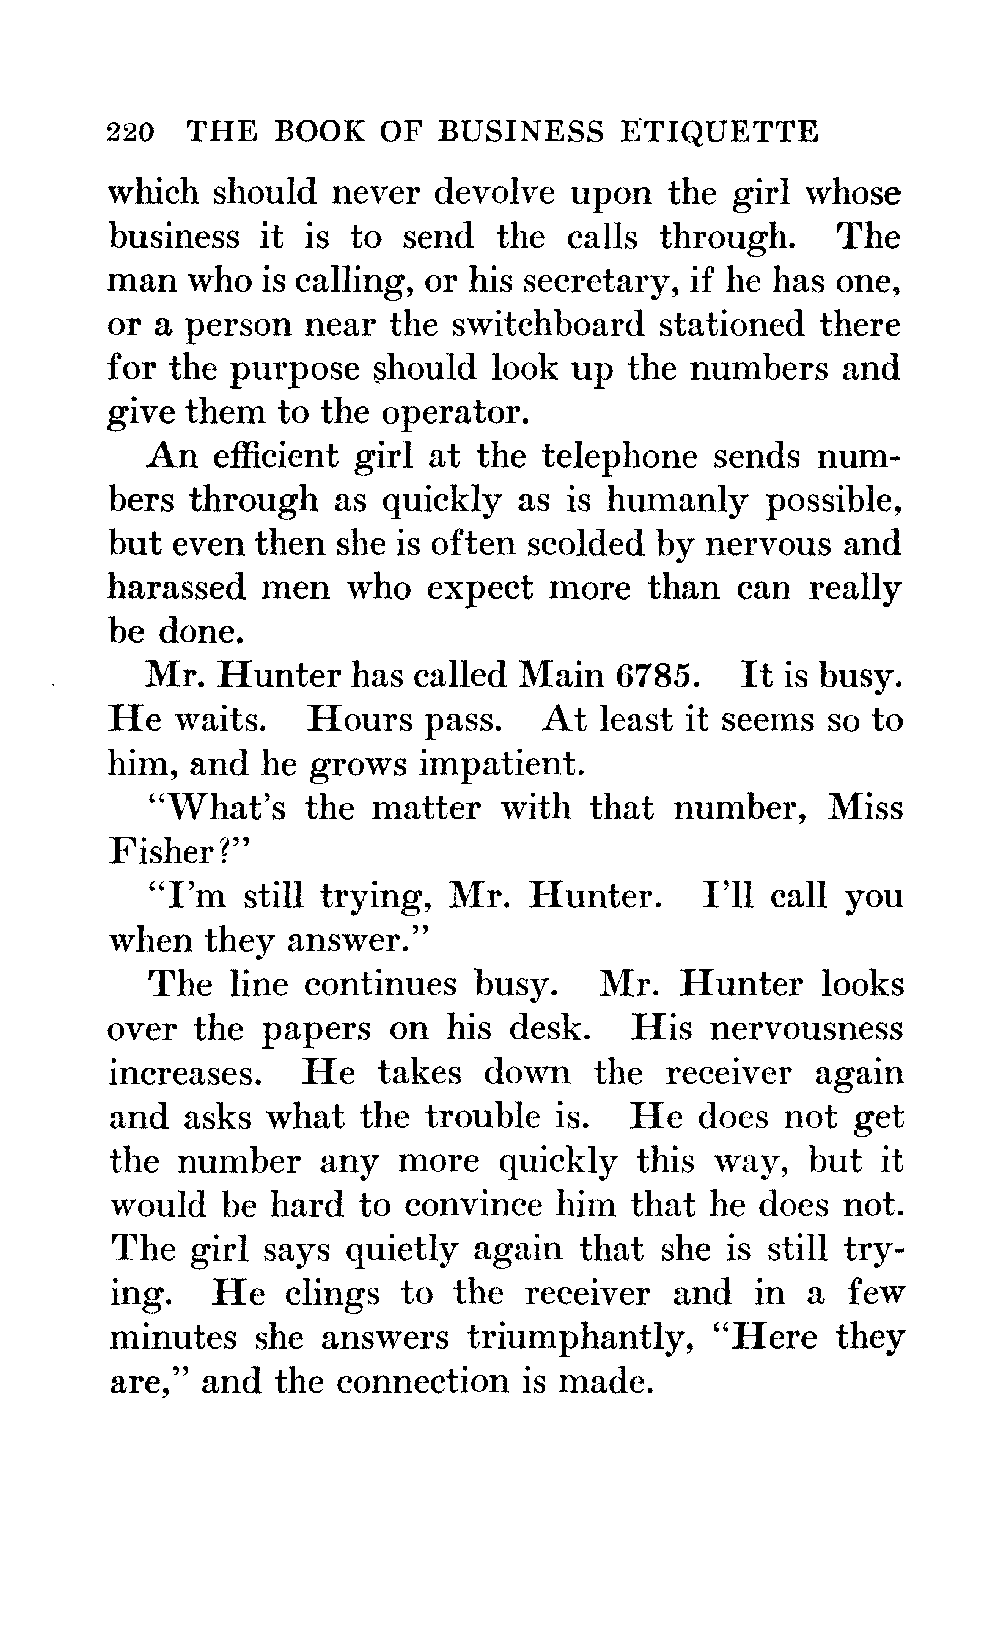 220 THE BOOK OF BUSINESS ETIQUETTE
which should never devolve upon the girl whose
business it is to send the calls through. The
man who is calling, or his secretary, if he has one,
or a person near the switchboard stationed there
for the purpose should look up the numbers and
give them to the operator.
An efficient girl at the telephone sends num-
bers through as quickly as is humanly possible,
but even then she is often scolded by nervous and
harassed men who expect more than can really
be done.
Mr. Hunter has called Main 6785. It is busy.
He waits. Hours pass. At least it seems so to
him, and he grows impatient.
“What’s the matter with that number, Miss
Fisher?”
“I’m still trying, Mr. Hunter. I’ll call you
when they answer.”
The line continues busy. Mr. Hunter looks
over the papers on his desk. His nervousness
increases. He takes down the receiver again
and asks what the trouble is. He does not get
the number any more quickly this way, but it
would be hard to convince him that he does not.
The girl says quietly again that she is still try-
ing. He clings to the receiver and in a few
minutes she answers triumphantly, “Here they
are,” and the connection is made.